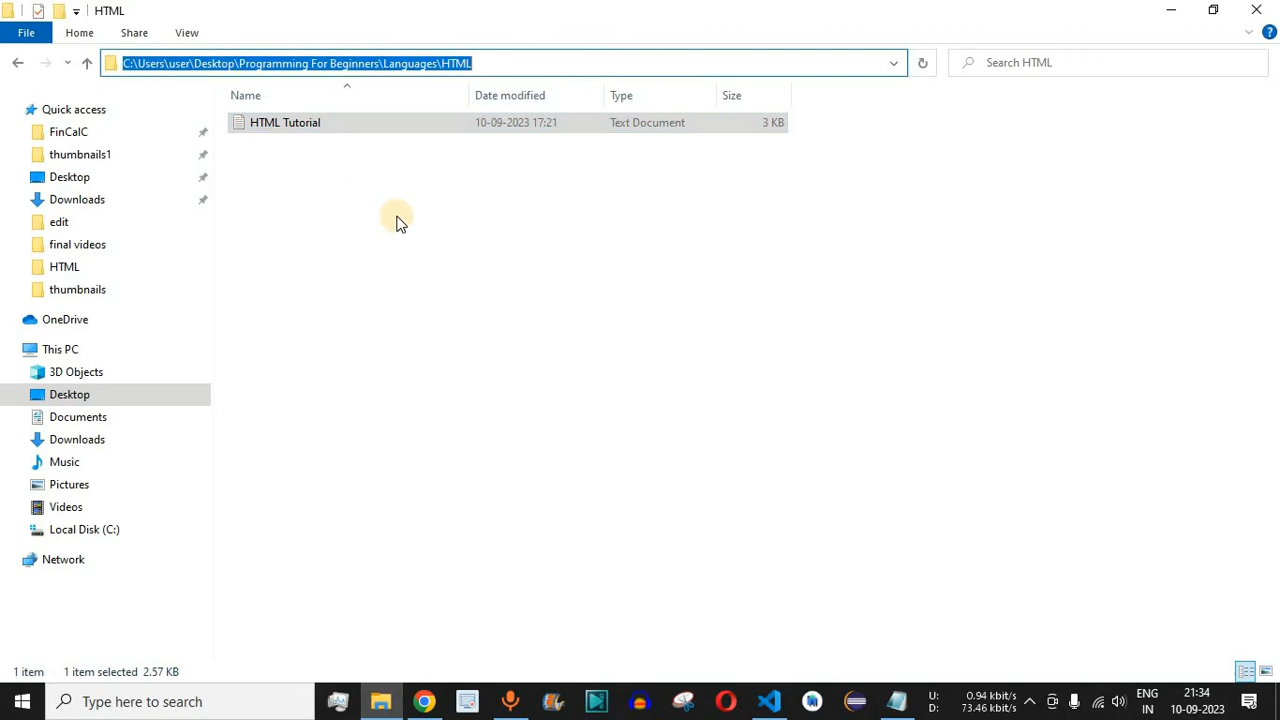 HTML
File Home Share View
C:\Users\user\Desktop\Programming For Beginners\Languages\HTML
Search HTML
Name Date modified Type Size
HTML Tutorial 10-09-2023 17:21 Text Document 3 KB
Quick access
FinCalC
thumbnails1
Desktop
Downloads
edit
final videos
HTML
thumbnails
OneDrive
This PC
3D Objects
Desktop
Documents
Downloads
Music
Pictures
Videos
Local Disk (C:)
Network
1 item 1 item selected 2.57 KB
Type here to search
U: 0.94 kbit/s
D: 73.46 kbit/s
ENG
IN
21:34
10-09-2023